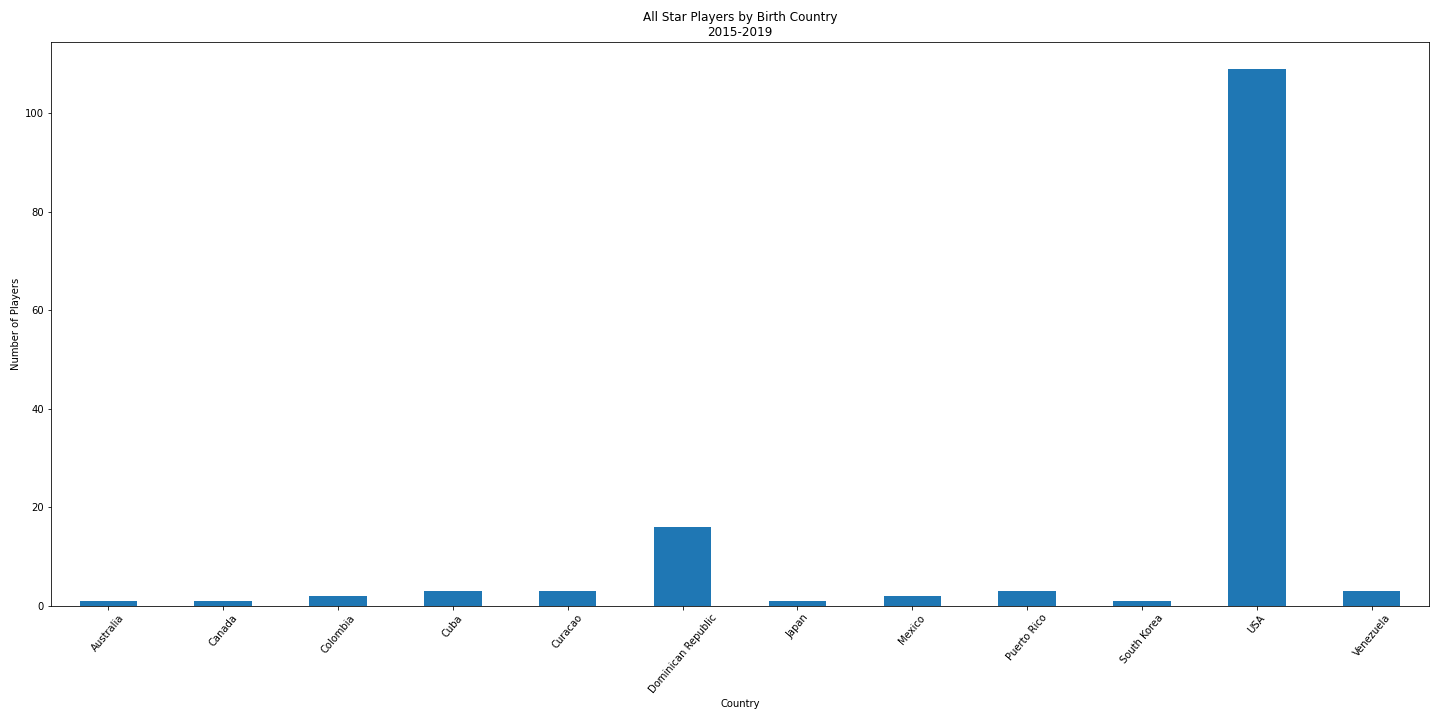 All Star Players by Birth Country
2015-2019
Number of Players
100
80
60
40
20
0
Australia
Canada
Colombia
Cuba
Curacao
Dominican Republic
Japan
Mexico
Puerto Rico
South Korea
USA
Venezuela
Country